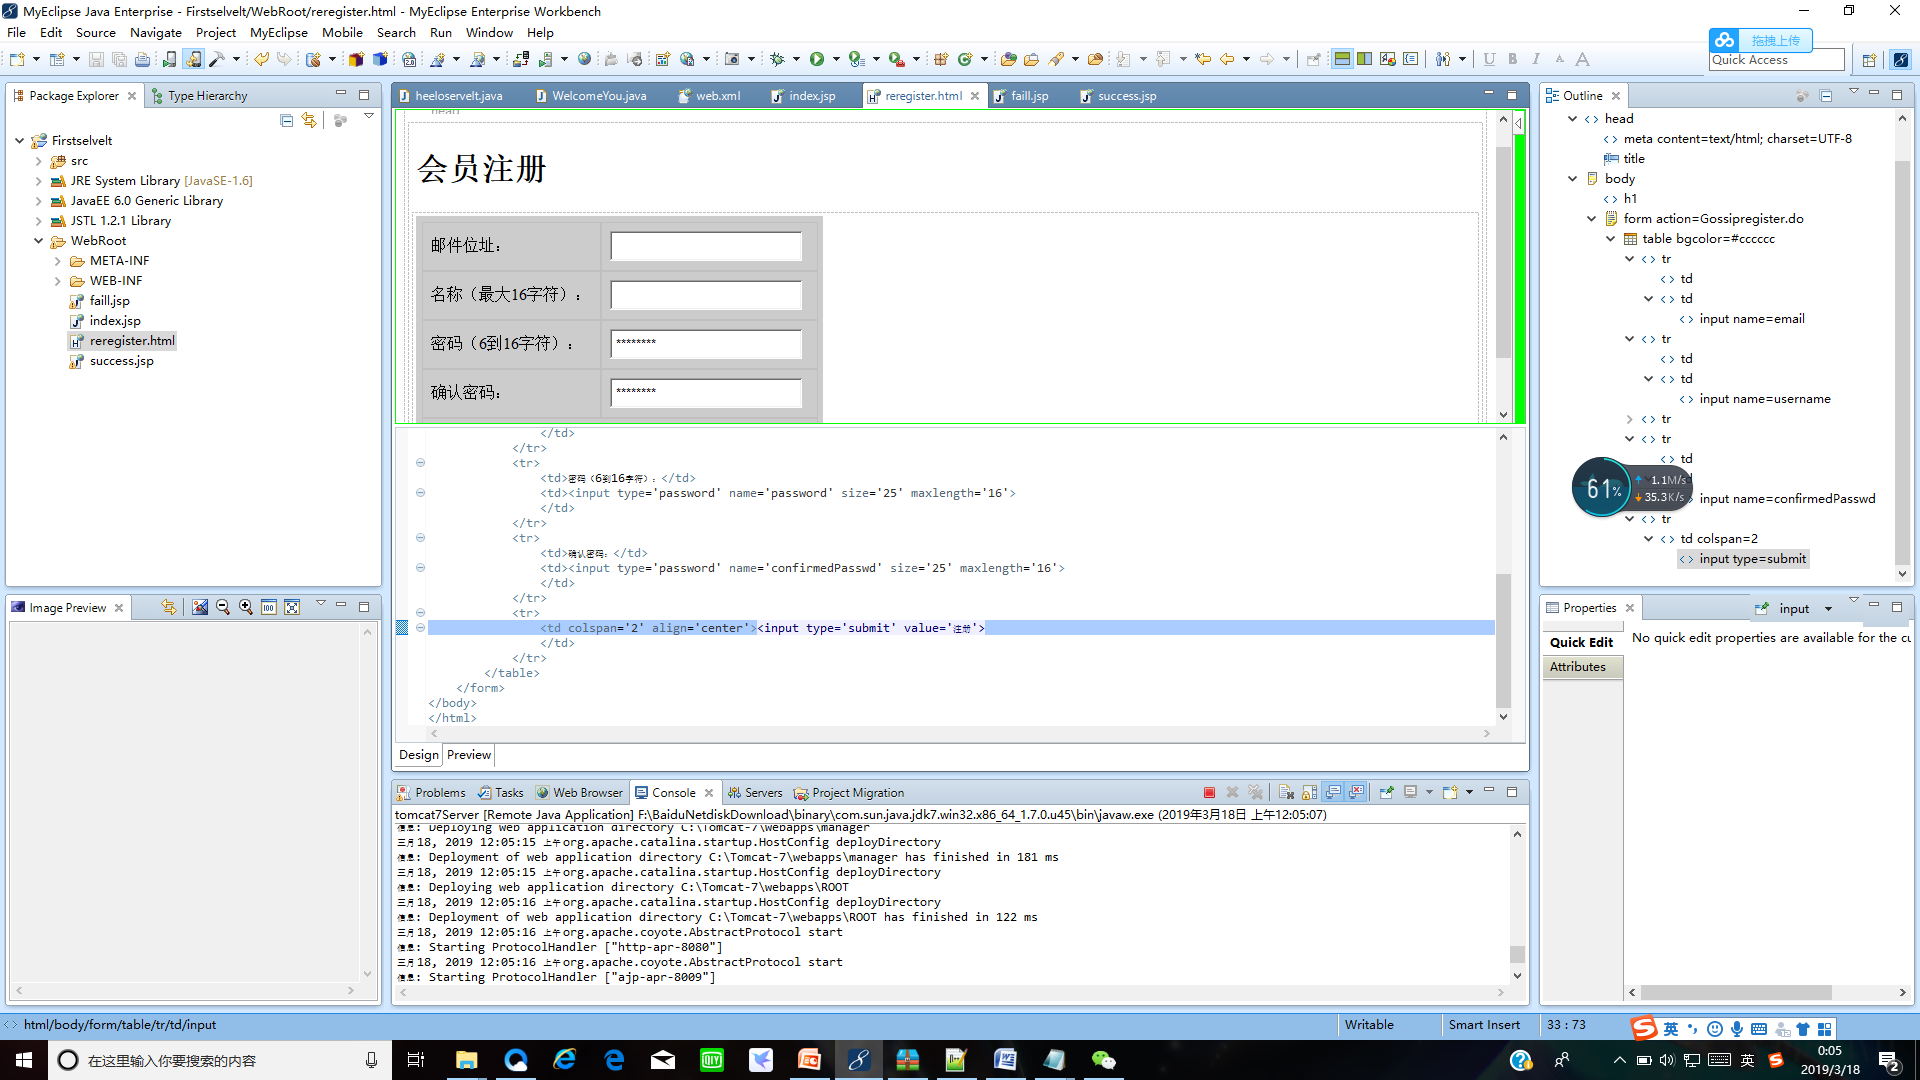 MyEclipse Java Enterprise - Firstselvelt/WebRoot/reregister.html - MyEclipse Enterprise Workbench
File Edit Source Navigate Project MyEclipse Mobile Search Run Window Help
拖拽上传
Quick Access
Package Explorer
Type Hierarchy
Firstselvelt
src
JRE System Library [JavaSE-1.6]
JavaEE 6.0 Generic Library
JSTL 1.2.1 Library
WebRoot
META-INF
WEB-INF
faill.jsp
index.jsp
reregister.html
success.jsp
Image Preview
heeloservelt.java
WelcomeYou.java
web.xml
index.jsp
reregister.html
faill.jsp
success.jsp
head
会员注册
邮件位址：
名称（最大16字符）：
密码（6到16字符）： ********
确认密码： ********
</td>
</tr>
<tr>
<td>密码（6到16字符）：</td>
<td><input type='password' name='password' size='25' maxlength='16'>
</td>
</tr>
<tr>
<td>确认密码：</td>
<td><input type='password' name='confirmedPasswd' size='25' maxlength='16'>
</td>
</tr>
<tr>
<td colspan='2' align='center'><input type='submit' value='注册'>
</td>
</tr>
</table>
</form>
</body>
</html>
Design Preview
Problems Tasks Web Browser Console Servers Project Migration
tomcat7Server [Remote Java Application] F:\BaiduNetdiskDownload\binary\com.sun.java.jdk7.win32.x86_64_1.7.0.u45\bin\javaw.exe (2019年3月18日 上午12:05:07)
信息: Deploying web application directory C:\Tomcat-7\webapps\manager
三月 18, 2019 12:05:15 上午 org.apache.catalina.startup.HostConfig deployDirectory
信息: Deployment of web application directory C:\Tomcat-7\webapps\manager has finished in 181 ms
三月 18, 2019 12:05:15 上午 org.apache.catalina.startup.HostConfig deployDirectory
信息: Deploying web application directory C:\Tomcat-7\webapps\ROOT
三月 18, 2019 12:05:16 上午 org.apache.catalina.startup.HostConfig deployDirectory
信息: Deployment of web application directory C:\Tomcat-7\webapps\ROOT has finished in 122 ms
三月 18, 2019 12:05:16 上午 org.apache.coyote.AbstractProtocol start
信息: Starting ProtocolHandler ["http-apr-8080"]
三月 18, 2019 12:05:16 上午 org.apache.coyote.AbstractProtocol start
信息: Starting ProtocolHandler ["ajp-apr-8009"]
Outline
head
meta content=text/html; charset=UTF-8
title
body
h1
form action=Gossipregister.do
table bgcolor=#cccccc
tr
td
td
input name=email
tr
td
td
input name=username
tr
tr
td
61%
1.1M/s
35.3K/s
input name=confirmedPasswd
tr
td colspan=2
input type=submit
Properties
input
Quick Edit
Attributes
No quick edit properties are available for the cu
html/body/form/table/tr/td/input
Writable
Smart Insert
33 : 73
英
在这里输入你要搜索的内容
英
0:05
2019/3/18
2